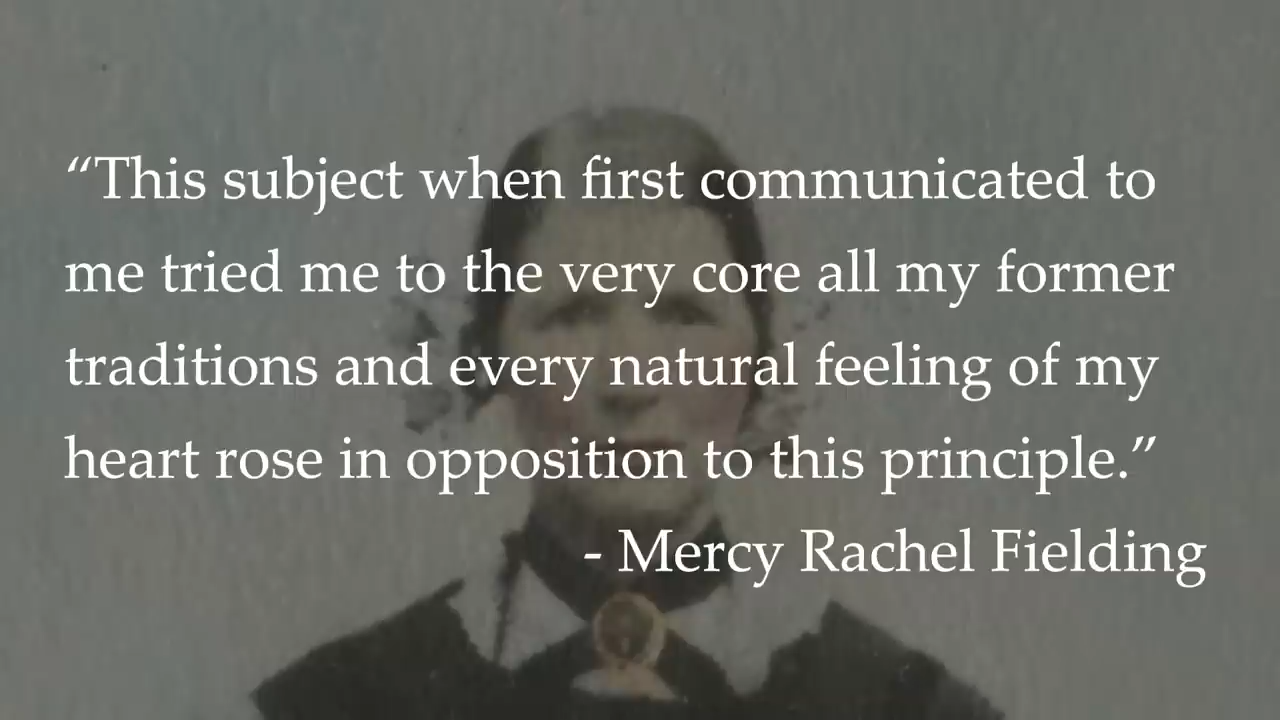 “This subject when first communicated to
me tried me to the very core all my former
traditions and every natural feeling of my
heart rose in opposition to this principle.”
- Mercy Rachel Fielding